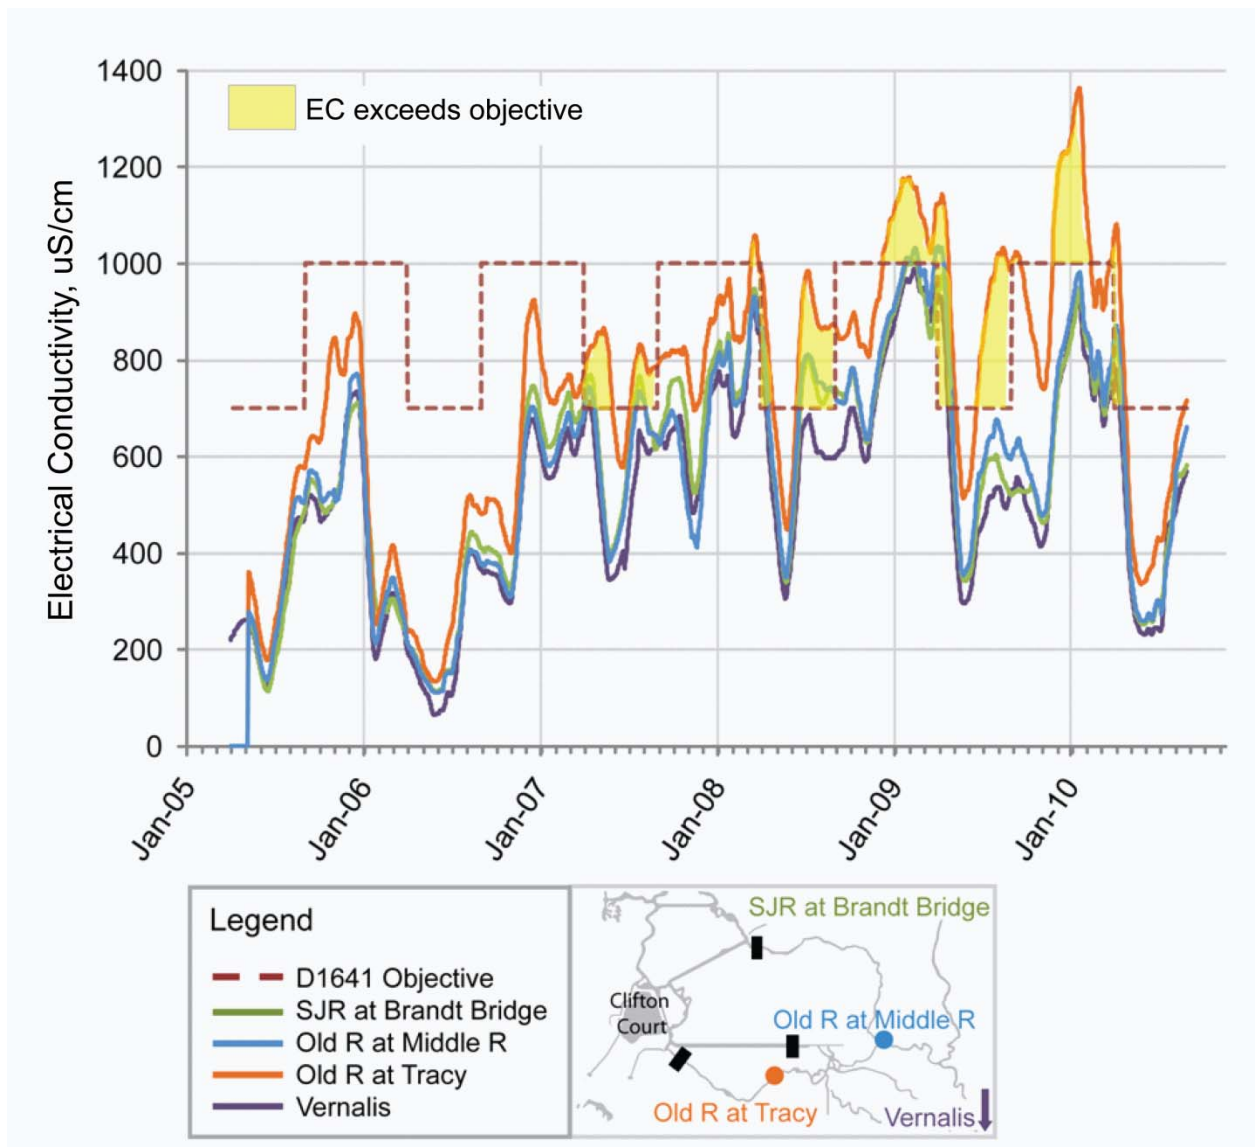 1400
EC exceeds objective
1200
1000
800
600
400
200
0
Electrical Conductivity, uS/cm
Jan-05
Jan-06
Jan-07
Jan-08
Jan-09
Jan-10
Legend
D1641 Objective
SJR at Brandt Bridge
Old R at Middle R
Old R at Tracy
Vernalis
SJR at Brandt Bridge
Clifton
Court
Old R at Middle R
Old R at Tracy
Vernalis